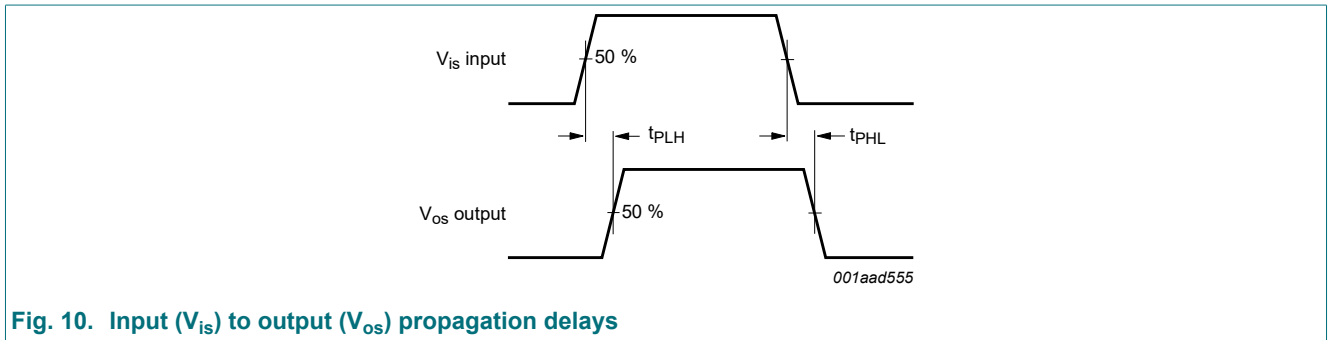 V_is input
50 %
t_PLH
t_PHL
V_os output
50 %
001aad555
Fig. 10. Input (V_is) to output (V_os) propagation delays